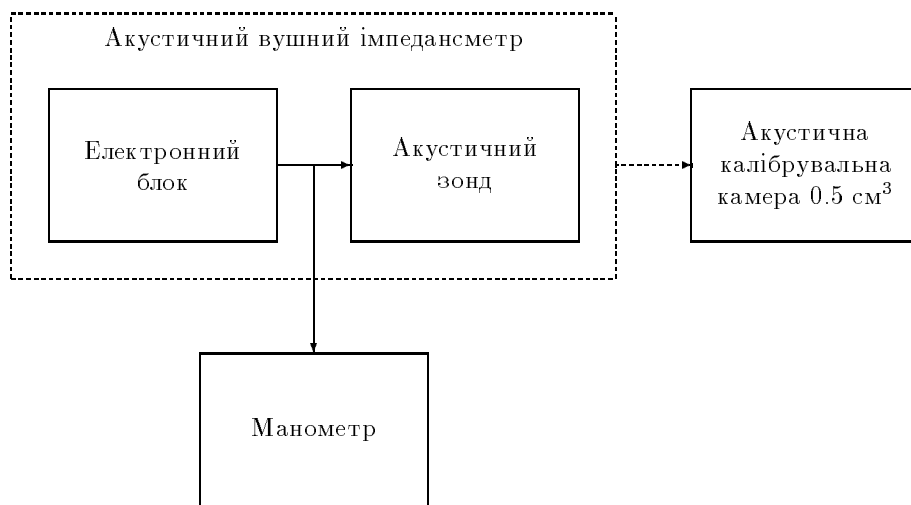 Акустичний вушний імпедансметр
Електронний
блок
Акустичний
зонд
Акустична
калібрувальна
камера 0.5 см³
Манометр